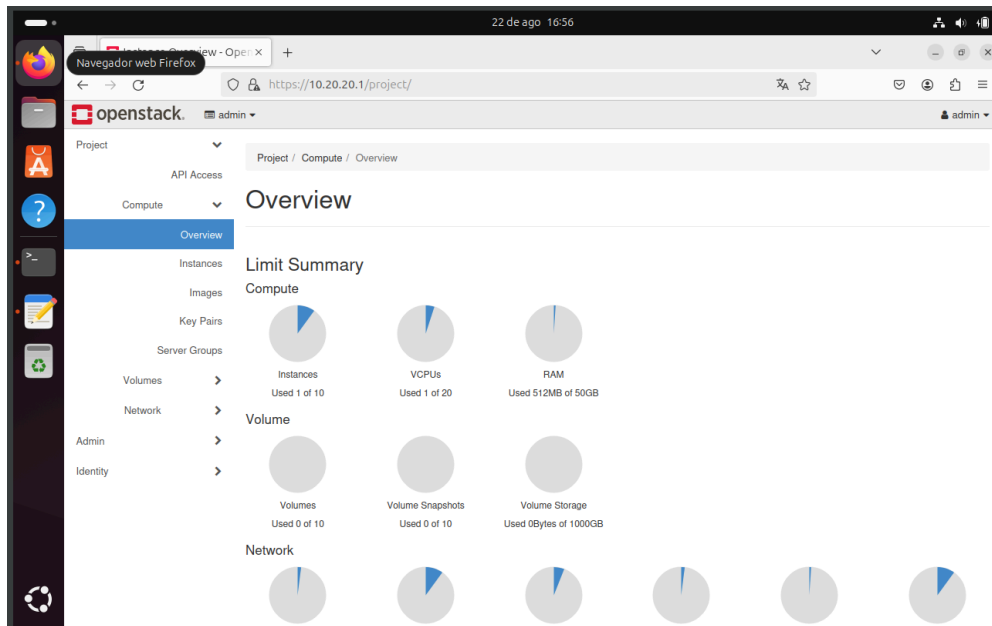 22 de ago 16:56
Instance Overview - Oper
Navegador web Firefox
https://10.20.20.1/project/
openstack.
admin
admin
Project
API Access
Compute
Overview
Instances
Images
Key Pairs
Server Groups
Volumes
Network
Admin
Identity
Project / Compute / Overview
Overview
Limit Summary
Compute
Instances
Used 1 of 10
VCPUs
Used 1 of 20
RAM
Used 512MB of 50GB
Volume
Volumes
Used 0 of 10
Volume Snapshots
Used 0 of 10
Volume Storage
Used 0Bytes of 1000GB
Network